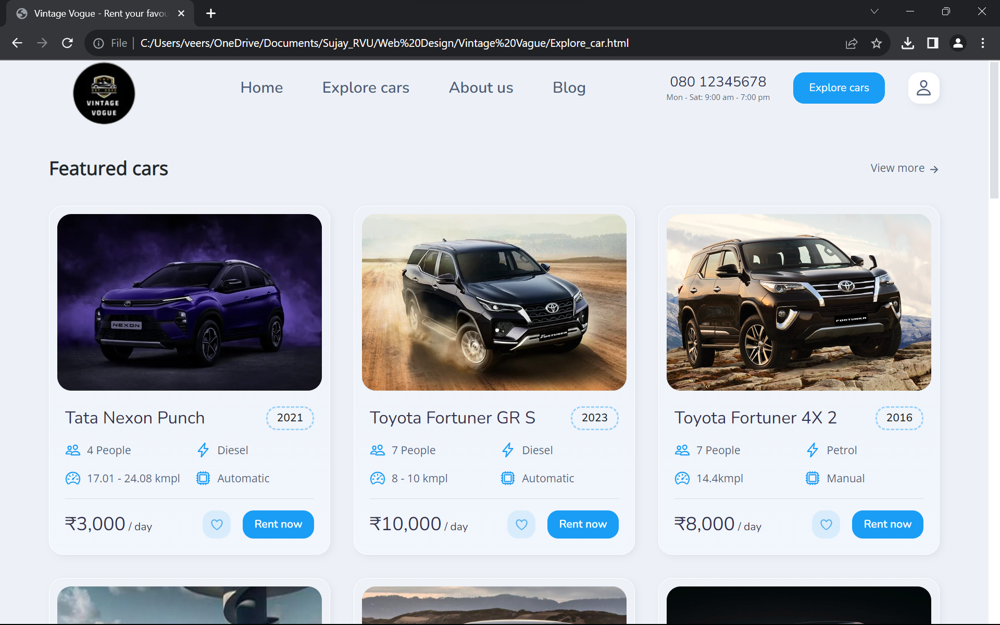 Vintage Vogue - Rent your favou
File
C:/Users/veers/OneDrive/Documents/Sujay_RVU/Web%20Design/Vintage%20Vague/Explore_car.html
EST 2023
VINTAGE
VOGUE
Home
Explore cars
About us
Blog
080 12345678
Mon - Sat: 9:00 am - 7:00 pm
Explore cars
Featured cars
View more →
NEXON
FORTUNER
FORTUNER
Tata Nexon Punch
2021
4 People
Diesel
17.01 - 24.08 kmpl
Automatic
₹3,000 / day
Rent now
Toyota Fortuner GR S
2023
7 People
Diesel
8 - 10 kmpl
Automatic
₹10,000 / day
Rent now
Toyota Fortuner 4X 2
2016
7 People
Petrol
14.4kmpl
Manual
₹8,000 / day
Rent now